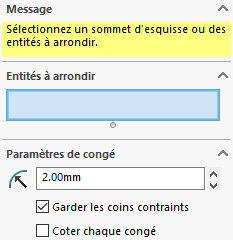 Message
Sélectionnez un sommet d'esquisse ou des
entités à arrondir.
Entités à arrondir
Paramètres de congé
2.00mm
Garder les coins contraints
Coter chaque congé